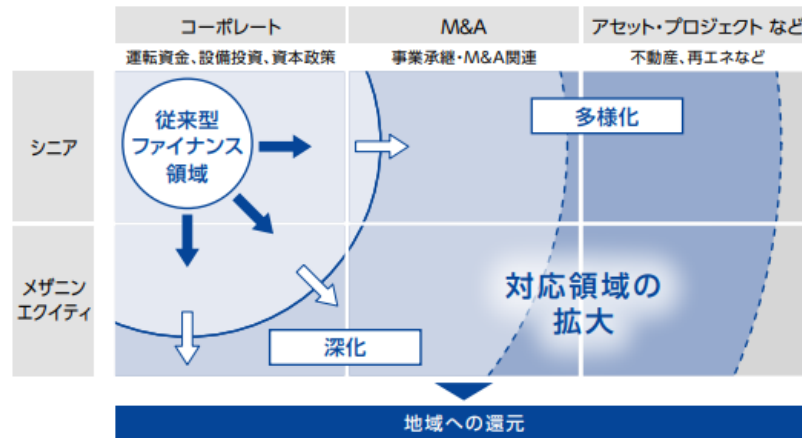 コーポレート
M&A
アセット・プロジェクト など
運転資金、設備投資、資本政策
事業承継・M&A関連
不動産、再エネなど
シニア
従来型
ファイナンス
領域
多様化
メザニン
エクイティ
対応領域の
拡大
深化
地域への還元